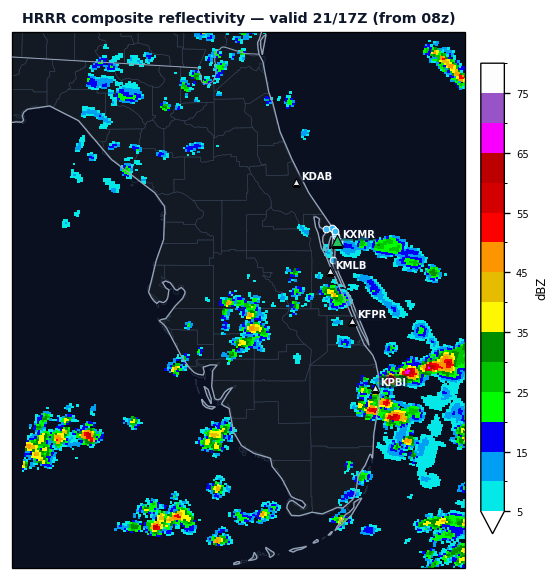 HRRR composite reflectivity — valid 21/17Z (from 08z)
KDAB
KXMR
KMLB
KFPR
KPBI
75
65
55
45
35
25
15
5
dBZ